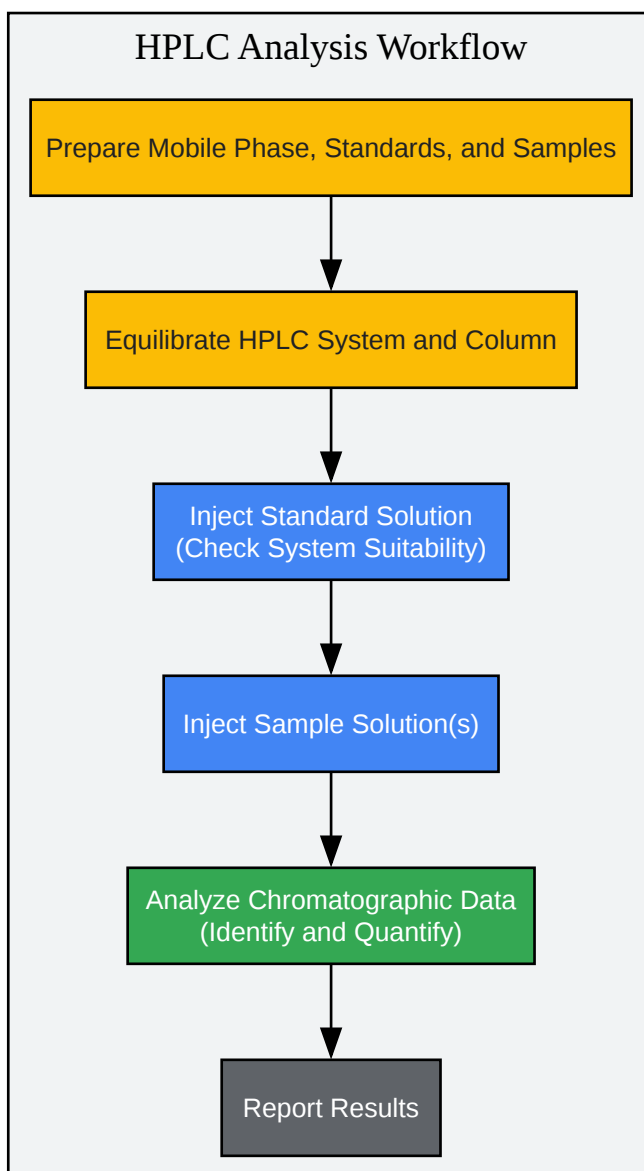 HPLC Analysis Workflow
Prepare Mobile Phase, Standards, and Samples
Equilibrate HPLC System and Column
Inject Standard Solution
(Check System Suitability)
Inject Sample Solution(s)
Analyze Chromatographic Data
(Identify and Quantify)
Report Results